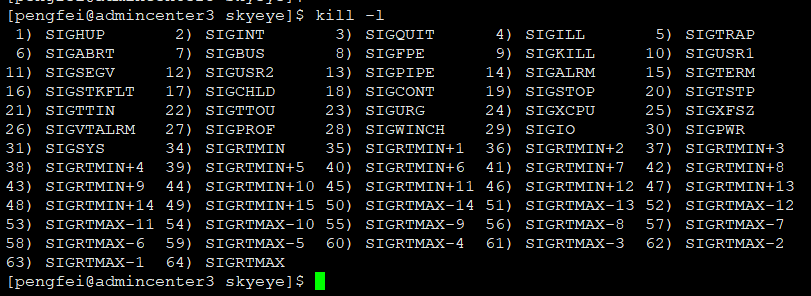 [pengfei@admincenter3 skyeye]$ kill -l
 1) SIGHUP       2) SIGINT       3) SIGQUIT      4) SIGILL       5) SIGTRAP
 6) SIGABRT      7) SIGBUS       8) SIGFPE       9) SIGKILL     10) SIGUSR1
11) SIGSEGV     12) SIGUSR2     13) SIGPIPE     14) SIGALRM     15) SIGTERM
16) SIGSTKFLT   17) SIGCHLD     18) SIGCONT     19) SIGSTOP     20) SIGTSTP
21) SIGTTIN     22) SIGTTOU     23) SIGURG      24) SIGXCPU     25) SIGXFSZ
26) SIGVTALRM   27) SIGPROF     28) SIGWINCH    29) SIGIO       30) SIGPWR
31) SIGSYS      34) SIGRTMIN    35) SIGRTMIN+1  36) SIGRTMIN+2  37) SIGRTMIN+3
38) SIGRTMIN+4  39) SIGRTMIN+5  40) SIGRTMIN+6  41) SIGRTMIN+7  42) SIGRTMIN+8
43) SIGRTMIN+9  44) SIGRTMIN+10 45) SIGRTMIN+11 46) SIGRTMIN+12 47) SIGRTMIN+13
48) SIGRTMIN+14 49) SIGRTMIN+15 50) SIGRTMAX-14 51) SIGRTMAX-13 52) SIGRTMAX-12
53) SIGRTMAX-11 54) SIGRTMAX-10 55) SIGRTMAX-9  56) SIGRTMAX-8  57) SIGRTMAX-7
58) SIGRTMAX-6  59) SIGRTMAX-5  60) SIGRTMAX-4  61) SIGRTMAX-3  62) SIGRTMAX-2
63) SIGRTMAX-1  64) SIGRTMAX
[pengfei@admincenter3 skyeye]$